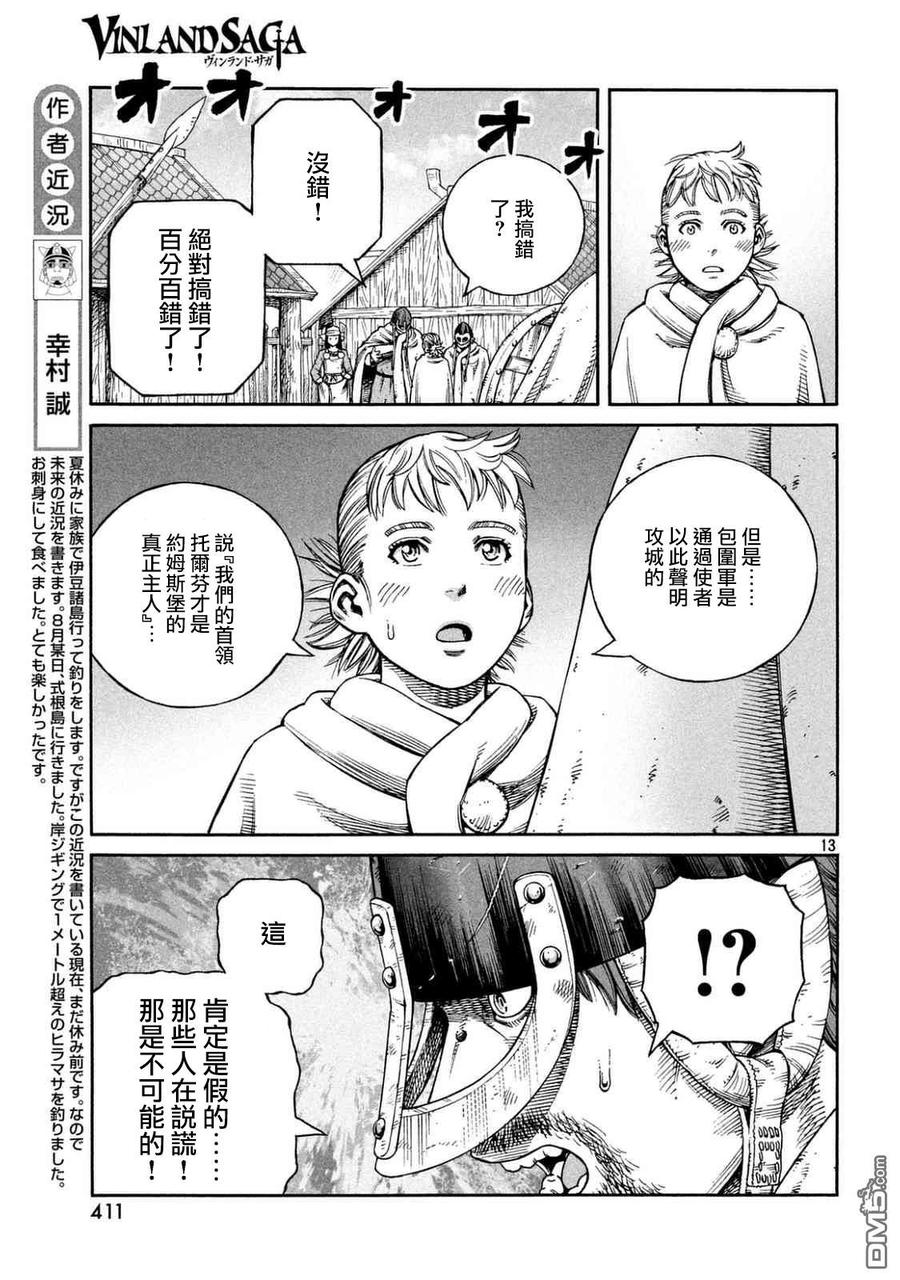 VINLAND SAGA
ヴィンランド・サガ
オ
オ
オ
オ
オ
我搞錯
了？
沒錯！
絕對搞錯了！
百分百錯了！
但是……
包圍軍是
通過使者
以此聲明
攻城的
說『我們的首領
托爾芬才是
約姆斯堡的
真正主人』…
13
!?
這
肯定是假的……
那些人在說謊！
那是不可能的！
作者近況
幸村誠
夏休みに家族で伊豆諸島行って釣りをします。ですがこの近況を書いている現在、まだ休み前です。なので
未来の近況を書きます。8月某日、式根島に行きました。岸ジギングで1メートル超えのヒラマサを釣りました。
お刺身にして食べました。とても楽しかったです。
411
DM5.com